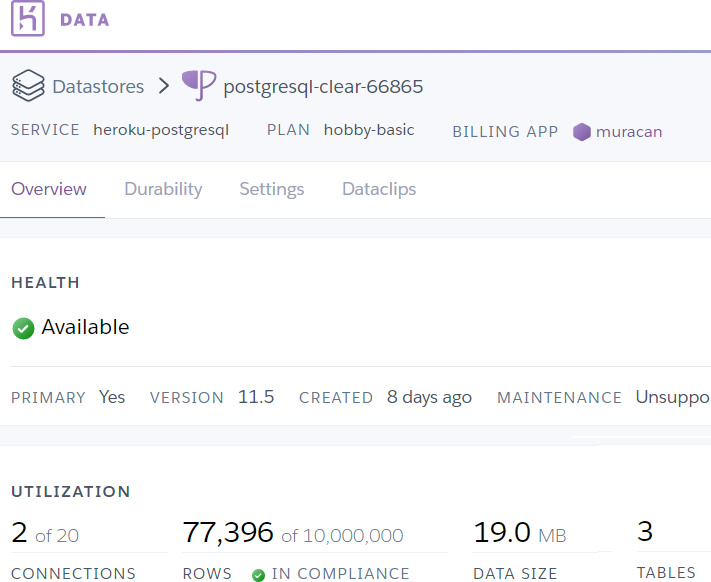 DATA
Datastores postgresql-clear-66865
SERVICE heroku-postgresql PLAN hobby-basic BILLING APP muracan
Overview Durability Settings Dataclips
HEALTH
Available
PRIMARY Yes VERSION 11.5 CREATED 8 days ago MAINTENANCE Unsuppo
UTILIZATION
2 of 20 77,396 of 10,000,000 19.0 MB 3
CONNECTIONS ROWS IN COMPLIANCE DATA SIZE TABLES